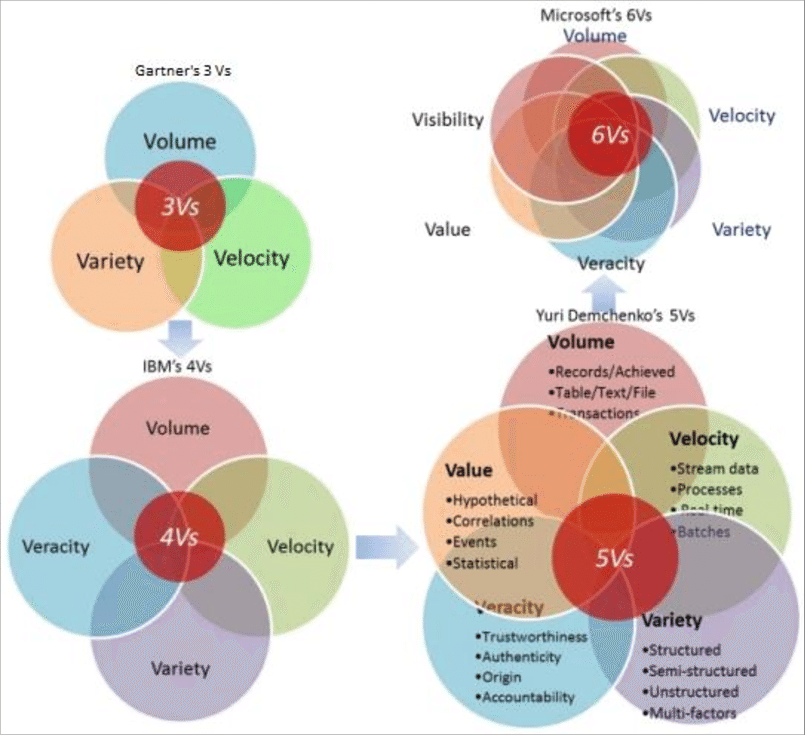 Gartner's 3 Vs
Volume
3Vs
Variety
Velocity
IBM's 4Vs
Volume
Veracity
4Vs
Velocity
Variety
Yuri Demchenko's 5Vs
Volume
•Records/Achieved
•Table/Text/File
•Transactions
Velocity
•Stream data
•Processes
•Real time
•Batches
Value
•Hypothetical
•Correlations
•Events
•Statistical
5Vs
Veracity
•Trustworthiness
•Authenticity
•Origin
•Accountability
Variety
•Structured
•Semi-structured
•Unstructured
•Multi-factors
Microsoft's 6Vs
Volume
Visibility
6Vs
Velocity
Value
Variety
Veracity